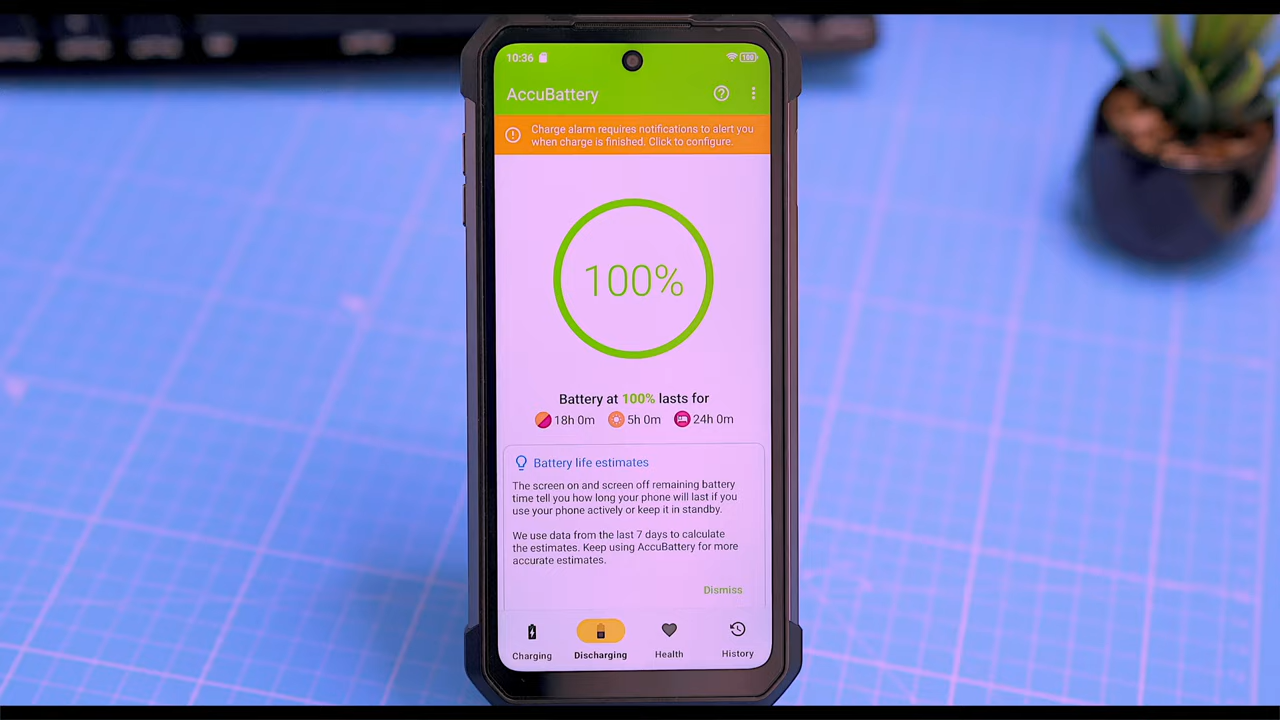 10:36
100
AccuBattery
Charge alarm requires notifications to alert you
when charge is finished. Click to configure.
100%
Battery at 100% lasts for
18h 0m 5h 0m 24h 0m
Battery life estimates
The screen on and screen off remaining battery
time tell you how long your phone will last if you
use your phone actively or keep it in standby.
We use data from the last 7 days to calculate
the estimates. Keep using AccuBattery for more
accurate estimates.
Dismiss
Charging Discharging Health History